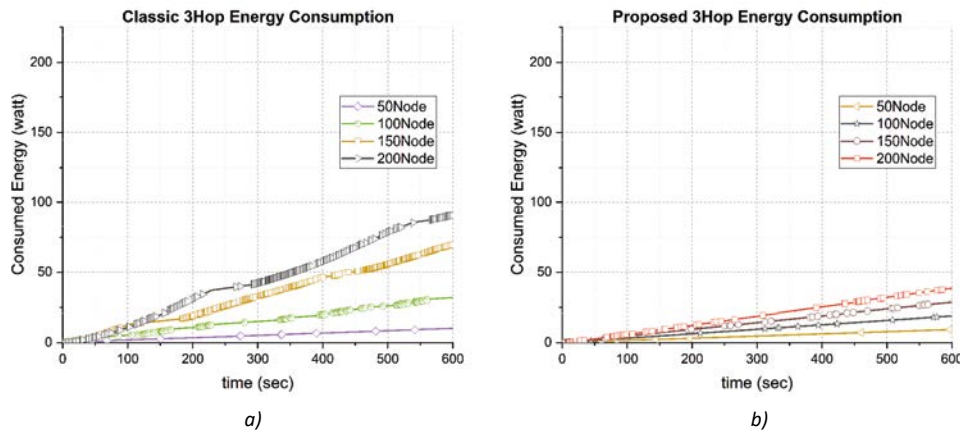 Classic 3Hop Energy Consumption
Consumed Energy (watt)
200
150
100
50
0
50Node
100Node
150Node
200Node
0 100 200 300 400 500 600
time (sec)
a)
Proposed 3Hop Energy Consumption
Consumed Energy (watt)
200
150
100
50
0
50Node
100Node
150Node
200Node
0 100 200 300 400 500 600
time (sec)
b)